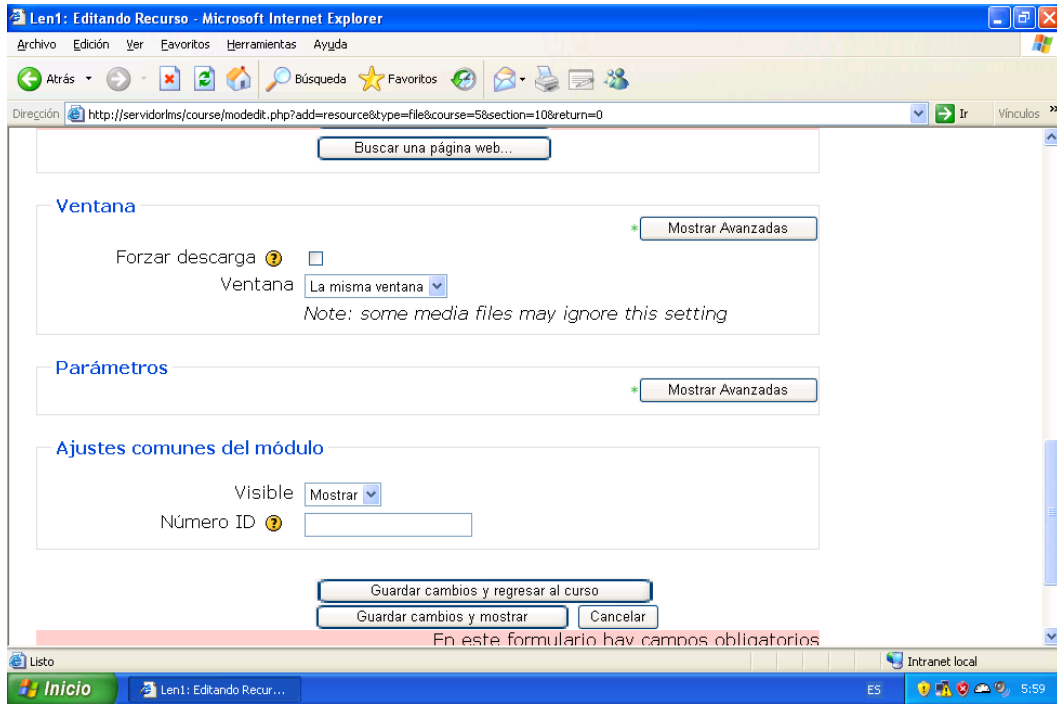 Len1: Editando Recurso - Microsoft Internet Explorer
Archivo Edición Ver Favoritos Herramientas Ayuda
Atrás Búsqueda Favoritos
Dirección http://servidorlms/course/modedit.php?add=resource&type=file&course=5&section=10&return=0 Ir Vínculos »
Buscar una página web...
Ventana
* Mostrar Avanzadas
Forzar descarga ?
Ventana La misma ventana
Note: some media files may ignore this setting
Parámetros
* Mostrar Avanzadas
Ajustes comunes del módulo
Visible Mostrar
Número ID ?
Guardar cambios y regresar al curso
Guardar cambios y mostrar Cancelar
En este formulario hay campos obligatorios
Listo Intranet local
Inicio Len1: Editando Recur... ES 5:59